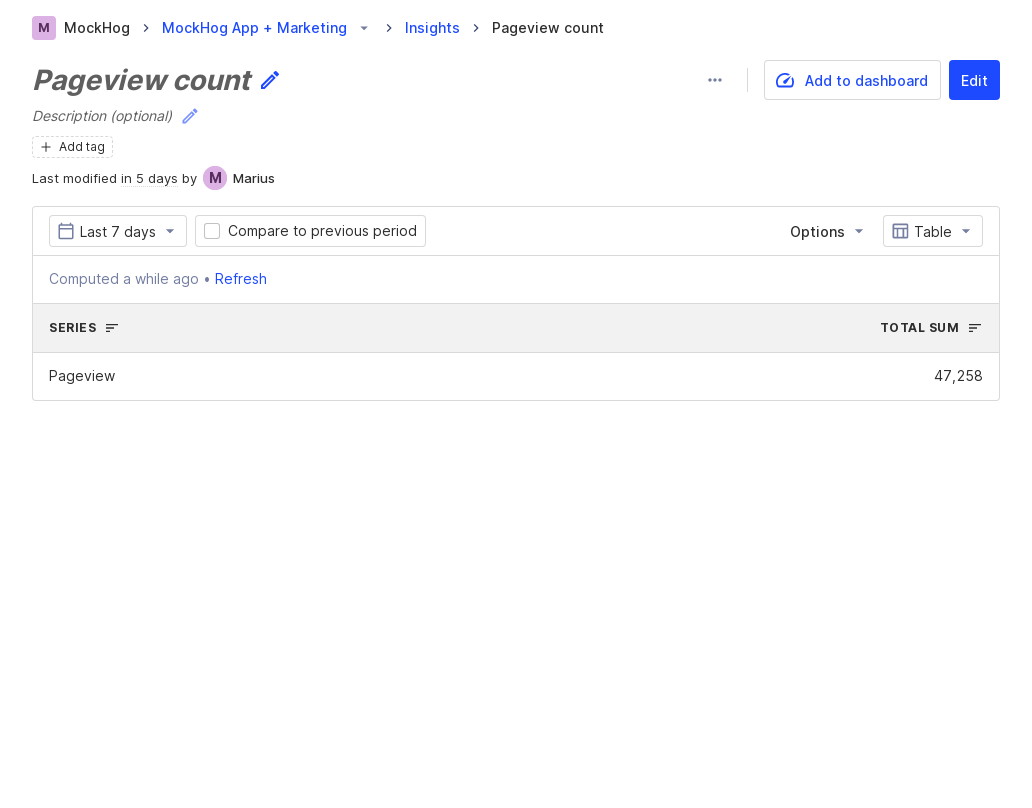 M MockHog MockHog App + Marketing Insights Pageview count
Pageview count
Add to dashboard
Edit
Description (optional)
Add tag
Last modified in 5 days by M Marius
Last 7 days Compare to previous period Options Table
Computed a while ago • Refresh
SERIES TOTAL SUM
Pageview 47,258